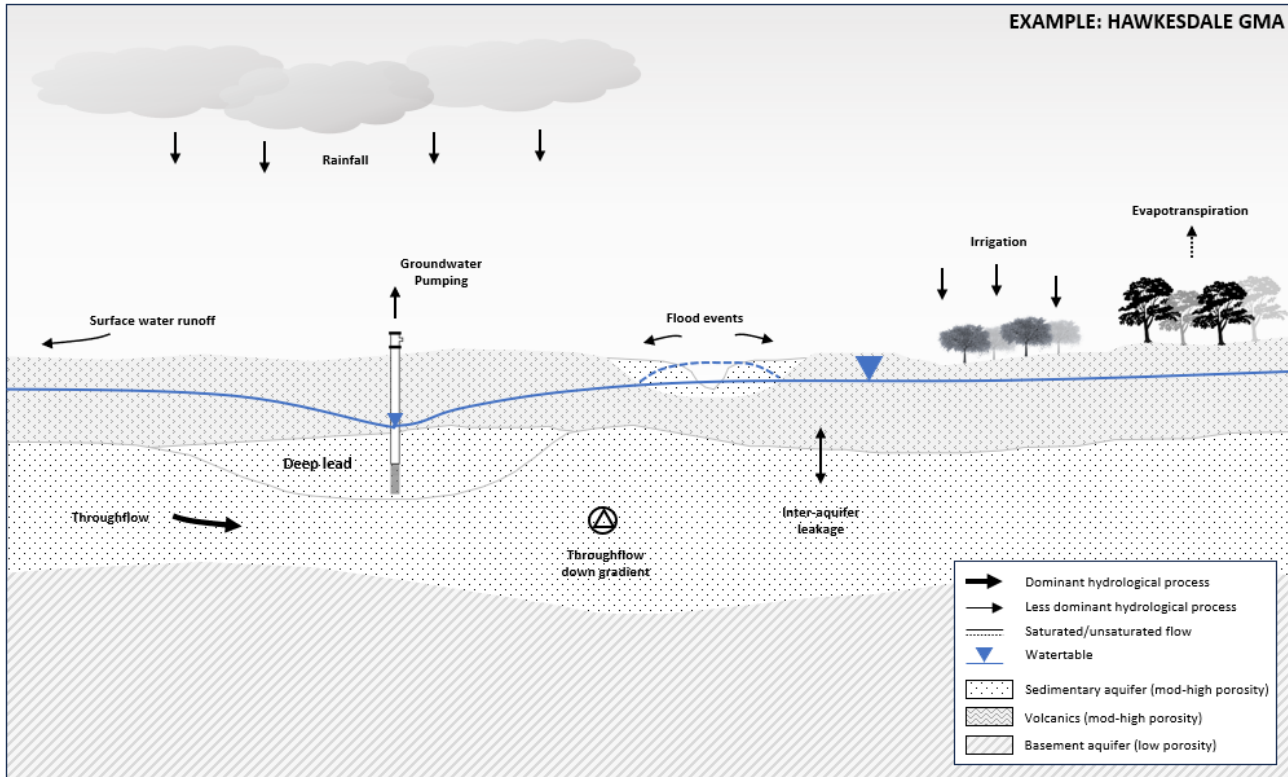 EXAMPLE: HAWKESDALE GMA
Rainfall
Evapotranspiration
Irrigation
Groundwater
Pumping
Surface water runoff
Flood events
Deep lead
Throughflow
Inter-aquifer
leakage
Throughflow
down gradient
Dominant hydrological process
Less dominant hydrological process
Saturated/unsaturated flow
Watertable
Sedimentary aquifer (mod-high porosity)
Volcanics (mod-high porosity)
Basement aquifer (low porosity)